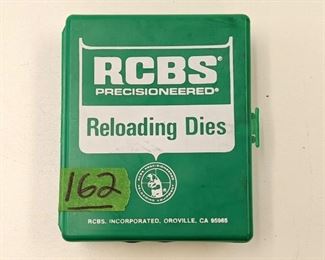 RCBS®
PRECISIONEERED®
Reloading Dies
162
RCBS, INCORPORATED, OROVILLE, CA 95965